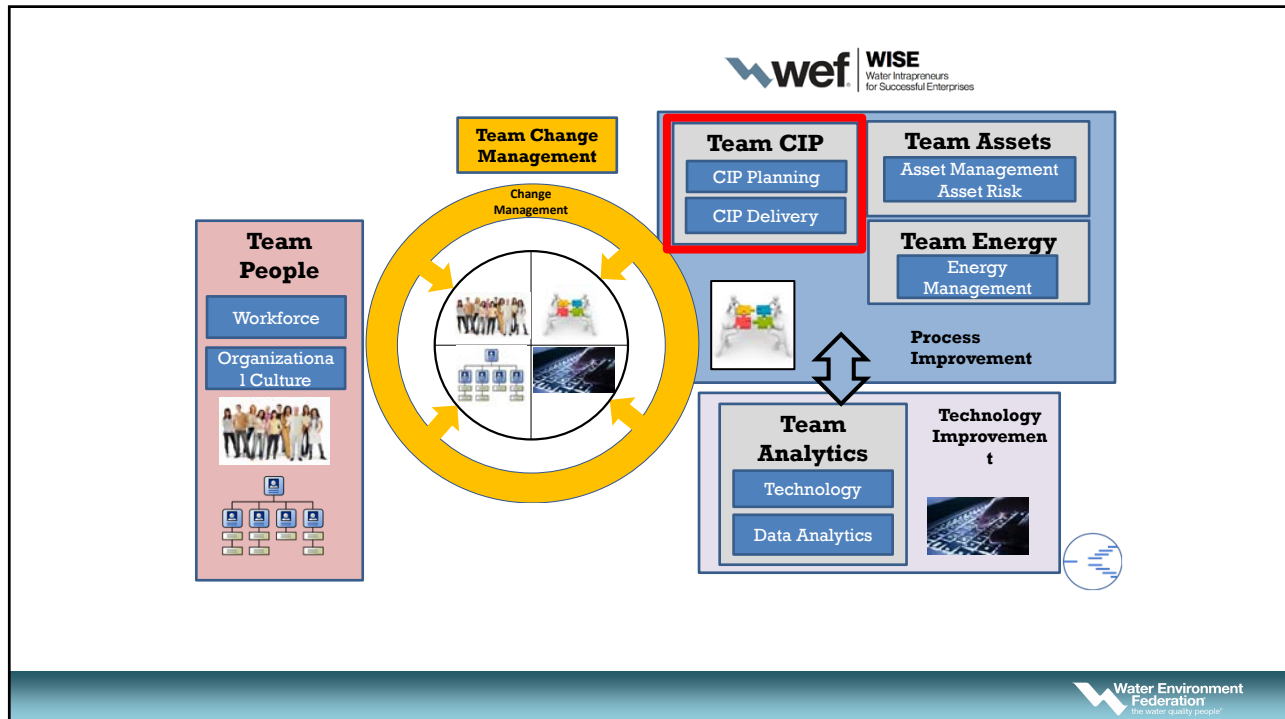 wef
WISE
Water Intrapreneurs
for Successful Enterprises
Team Change
Management
Change
Management
Team
People
Workforce
Organizationa
l Culture
Team CIP
CIP Planning
CIP Delivery
Team Assets
Asset Management
Asset Risk
Team Energy
Energy
Management
Process
Improvement
Team
Analytics
Technology
Data Analytics
Technology
Improvemen
t
Water Environment
Federation
the water quality people®